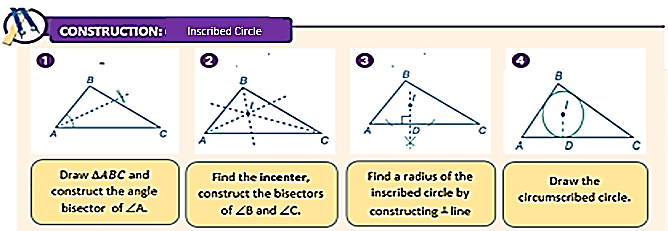 CONSTRUCTION: Inscribed Circle
1
2
3
4
B
A
C
B
I
A
C
B
I
A
D
C
B
I
A
D
C
Draw ΔABC and
construct the angle
bisector of ∠A.
Find the incenter,
construct the bisectors
of ∠B and ∠C.
Find a radius of the
inscribed circle by
constructing ⊥ line
Draw the
circumscribed circle.